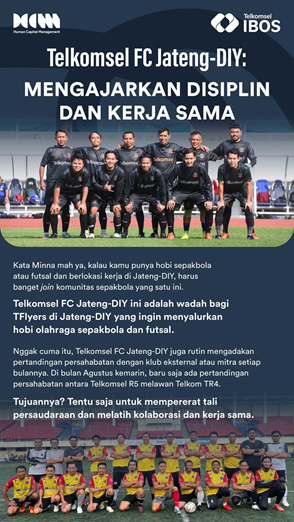 HCM
Human Capital Management
Telkomsel
IBOS
Telkomsel FC Jateng-DIY:
MENGAJARKAN DISIPLIN
DAN KERJA SAMA
Kata Minna mah ya, kalau kamu punya hobi sepakbola
atau futsal dan berlokasi kerja di Jateng-DIY, harus
banget join komunitas sepakbola yang satu ini.
Telkomsel FC Jateng-DIY ini adalah wadah bagi
TFlyers di Jateng-DIY yang ingin menyalurkan
hobi olahraga sepakbola dan futsal.
Nggak cuma itu, Telkomsel FC Jateng-DIY juga rutin mengadakan
pertandingan persahabatan dengan klub eksternal atau mitra setiap
bulannya. Di bulan Agustus kemarin, baru saja ada pertandingan
persahabatan antara Telkomsel R5 melawan Telkom TR4.
Tujuannya? Tentu saja untuk mempererat tali
persaudaraan dan melatih kolaborasi dan kerja sama.